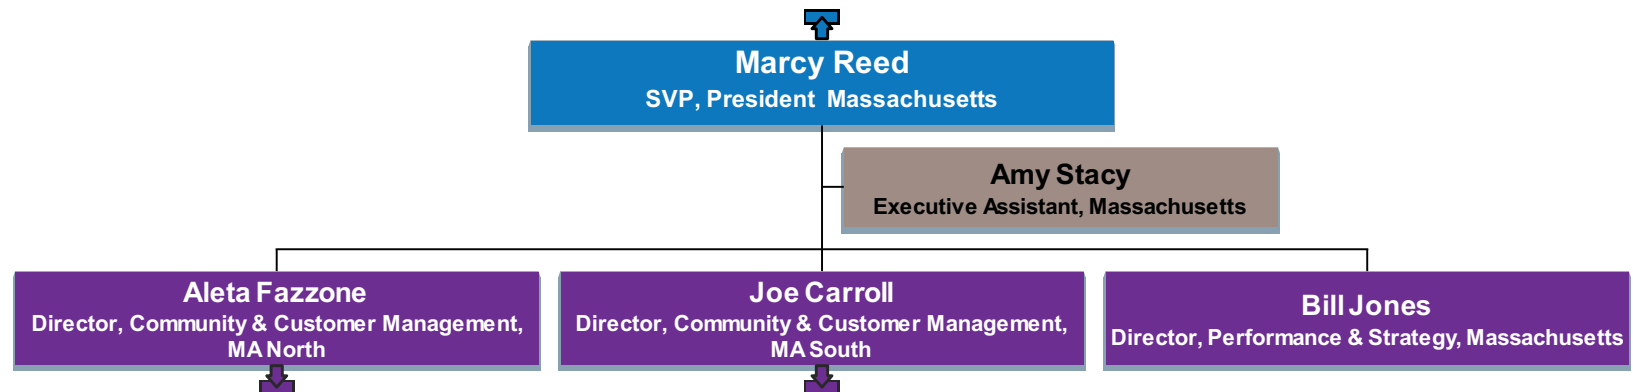 Marcy Reed
SVP, President Massachusetts
Amy Stacy
Executive Assistant, Massachusetts
Aleta Fazzone
Director, Community & Customer Management,
MA North
Joe Carroll
Director, Community & Customer Management,
MA South
Bill Jones
Director, Performance & Strategy, Massachusetts